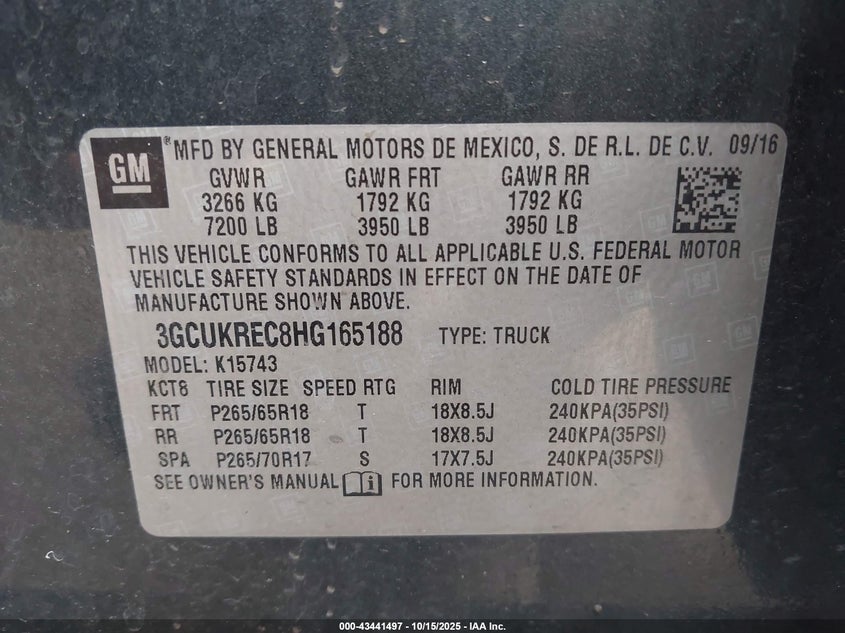 GM ® MFD BY GENERAL MOTORS DE MEXICO, S. DE R.L. DE C.V. 09/16
GVWR GAWR FRT GAWR RR
3266 KG 1792 KG 1792 KG
7200 LB 3950 LB 3950 LB
THIS VEHICLE CONFORMS TO ALL APPLICABLE U.S. FEDERAL MOTOR
VEHICLE SAFETY STANDARDS IN EFFECT ON THE DATE OF
MANUFACTURE SHOWN ABOVE.
3GCUKREC8HG165188 TYPE: TRUCK
MODEL: K15743
KCT8 TIRE SIZE SPEED RTG RIM COLD TIRE PRESSURE
FRT P265/65R18 T 18X8.5J 240KPA(35PSI)
RR P265/65R18 T 18X8.5J 240KPA(35PSI)
SPA P265/70R17 S 17X7.5J 240KPA(35PSI)
SEE OWNER'S MANUAL FOR MORE INFORMATION.
000-43441497 - 10/15/2025 - IAA Inc.